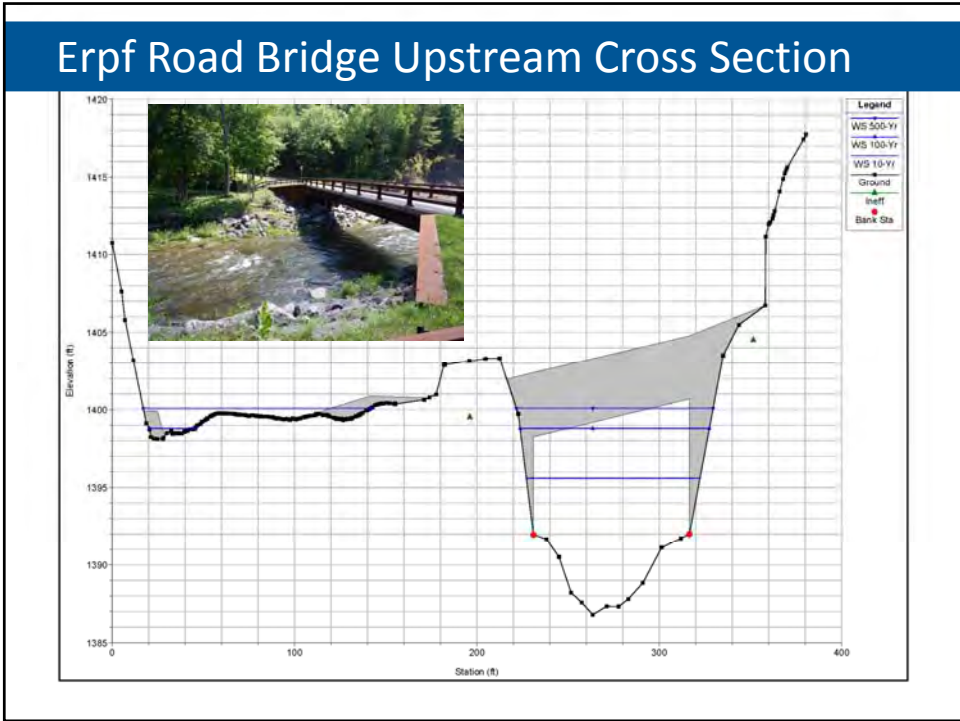 Erpf Road Bridge Upstream Cross Section
1420
1415
1410
1405
1400
1395
1390
1385
Elevation (ft)
0
100
200
300
400
Station (ft)
Legend
WS 500-Yr
WS 100-Yr
WS 10-Yr
Ground
Ineff
Bank Sta